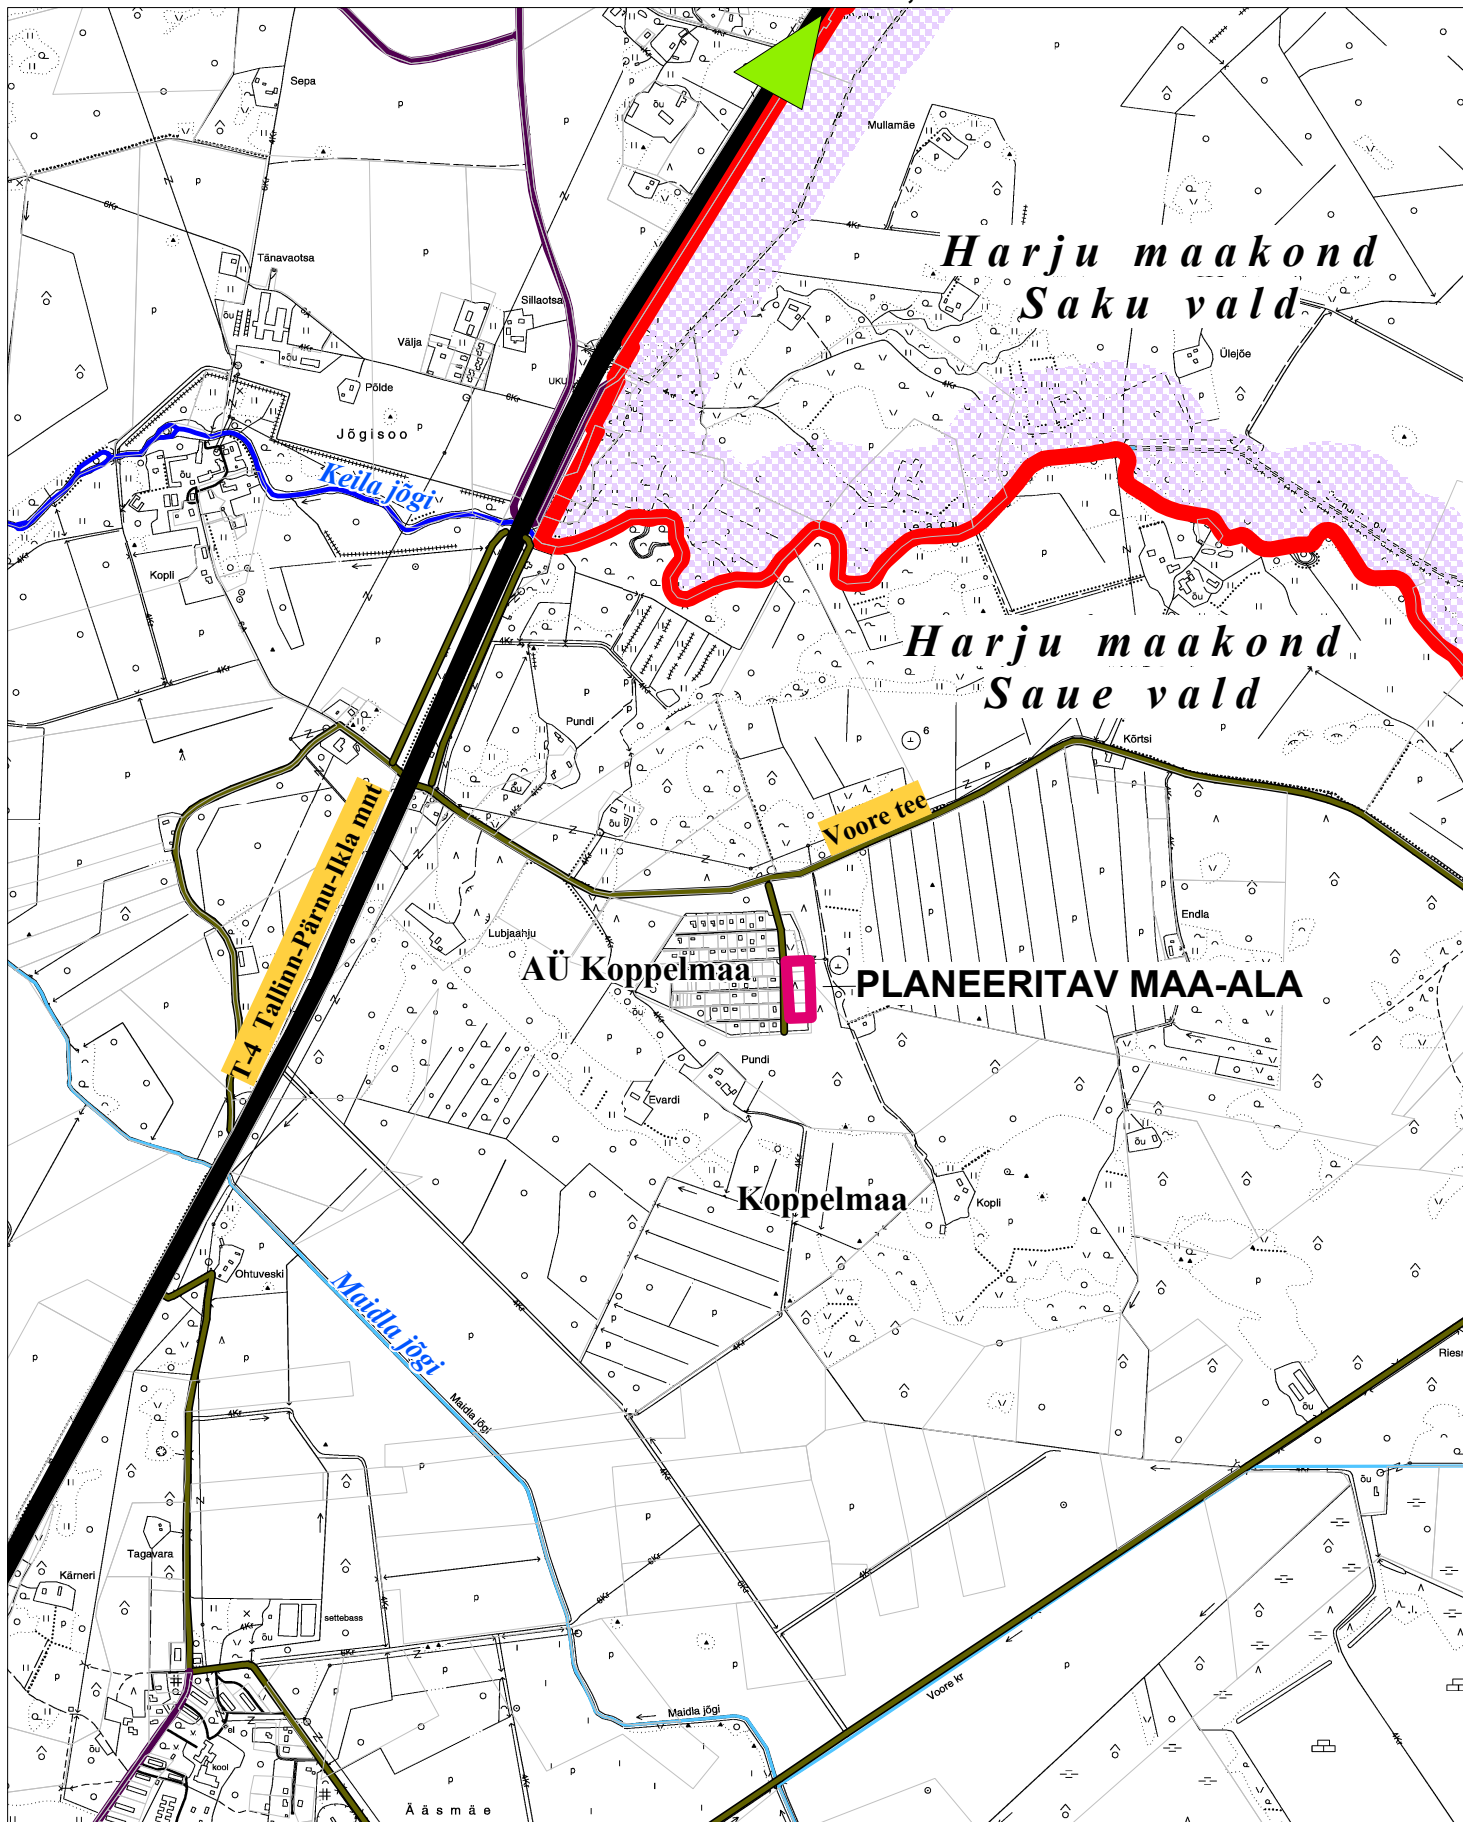 Sepa
Mullamäe
Harju maakond
Saku vald
Tänavaotsa
Sillaotsa
Välja
UKU
Põlde
Ülejõe
Jõgisoo
Keila jõgi
Kopli
Harju maakond
Saue vald
Pundi
Kõrtsi
Voore tee
T-4 Tallinn-Pärnu-Ikla mnt
Lubjaahju
Endla
AÜ Koppelmaa
PLANEERITAV MAA-ALA
Pundi
Evardi
Koppelmaa
Kopli
Ohtuveski
Maidla jõgi
Maidla jõgi
Tagavara
Kärneri
settebass
Maidla jõgi
Voore kr
kool
Ääsmäe